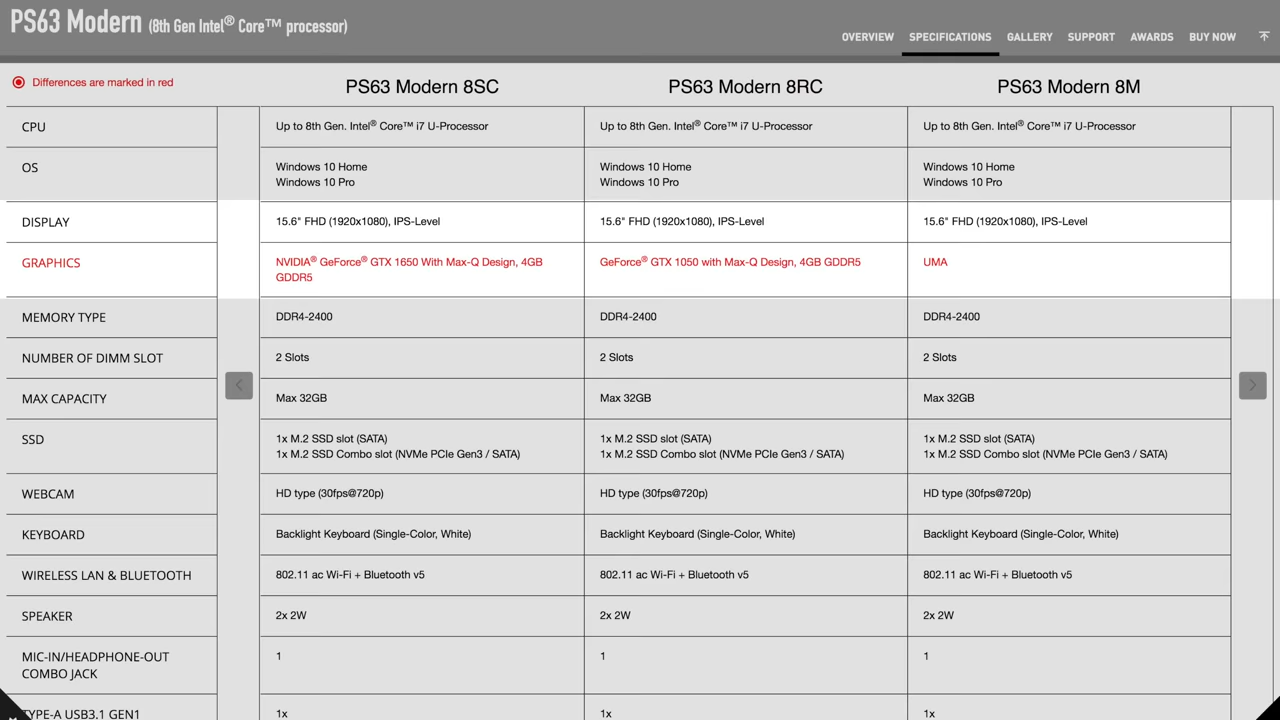 PS63 Modern (8th Gen Intel® Core™ processor)
OVERVIEW SPECIFICATIONS GALLERY SUPPORT AWARDS BUY NOW
Differences are marked in red
PS63 Modern 8SC PS63 Modern 8RC PS63 Modern 8M
CPU Up to 8th Gen. Intel® Core™ i7 U-Processor Up to 8th Gen. Intel® Core™ i7 U-Processor Up to 8th Gen. Intel® Core™ i7 U-Processor
OS Windows 10 Home Windows 10 Home Windows 10 Home
Windows 10 Pro Windows 10 Pro Windows 10 Pro
DISPLAY 15.6" FHD (1920x1080), IPS-Level 15.6" FHD (1920x1080), IPS-Level 15.6" FHD (1920x1080), IPS-Level
GRAPHICS NVIDIA® GeForce® GTX 1650 With Max-Q Design, 4GB GeForce® GTX 1050 with Max-Q Design, 4GB GDDR5 UMA
GDDR5
MEMORY TYPE DDR4-2400 DDR4-2400 DDR4-2400
NUMBER OF DIMM SLOT 2 Slots 2 Slots 2 Slots
MAX CAPACITY Max 32GB Max 32GB Max 32GB
SSD 1x M.2 SSD slot (SATA) 1x M.2 SSD slot (SATA) 1x M.2 SSD slot (SATA)
1x M.2 SSD Combo slot (NVMe PCIe Gen3 / SATA) 1x M.2 SSD Combo slot (NVMe PCIe Gen3 / SATA) 1x M.2 SSD Combo slot (NVMe PCIe Gen3 / SATA)
WEBCAM HD type (30fps@720p) HD type (30fps@720p) HD type (30fps@720p)
KEYBOARD Backlight Keyboard (Single-Color, White) Backlight Keyboard (Single-Color, White) Backlight Keyboard (Single-Color, White)
WIRELESS LAN & BLUETOOTH 802.11 ac Wi-Fi + Bluetooth v5 802.11 ac Wi-Fi + Bluetooth v5 802.11 ac Wi-Fi + Bluetooth v5
SPEAKER 2x 2W 2x 2W 2x 2W
MIC-IN/HEADPHONE-OUT 1 1 1
COMBO JACK
TYPE-A USB3.1 GEN1 1x 1x 1x